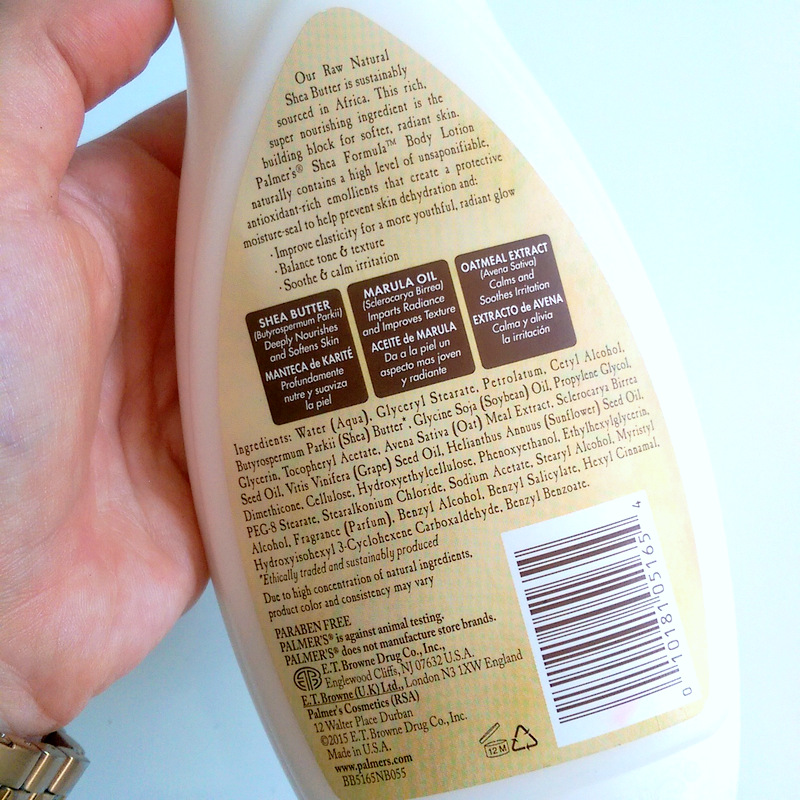 Our Raw Natural
Shea Butter is sustainably
sourced in Africa. This rich,
super nourishing ingredient is the
building block for softer, radiant skin.
Palmer's® Shea Formula™ Body Lotion
naturally contains a high level of unsaponifiable,
antioxidant-rich emollients that create a protective
moisture-seal to help prevent skin dehydration and:
· Improve elasticity for a more youthful, radiant glow
· Balance tone & texture
· Soothe & calm irritation
SHEA BUTTER
(Butyrospermum Parkii)
Deeply Nourishes
and Softens Skin
MANTECA de KARITÉ
Profundamente
nutre y suaviza
la piel
MARULA OIL
(Sclerocarya Birrea)
Imparts Radiance
and Improves Texture
ACEITE de MARULA
Da a la piel un
aspecto mas joven
y radiante
OATMEAL EXTRACT
(Avena Sativa)
Calms and
Soothes Irritation
EXTRACTO de AVENA
Calma y alivia
la irritación
Ingredients: Water (Aqua), Glyceryl Stearate, Petrolatum, Cetyl Alcohol,
Butyrospermum Parkii (Shea) Butter*, Glycine Soja (Soybean) Oil, Propylene Glycol,
Glycerin, Tocopheryl Acetate, Avena Sativa (Oat) Meal Extract, Sclerocarya Birrea
Seed Oil, Vitis Vinifera (Grape) Seed Oil, Helianthus Annuus (Sunflower) Seed Oil,
Dimethicone, Cellulose, Hydroxyethylcellulose, Phenoxyethanol, Ethylhexylglycerin,
PEG-8 Stearate, Stearalkonium Chloride, Sodium Acetate, Stearyl Alcohol, Myristyl
Alcohol, Fragrance (Parfum), Benzyl Alcohol, Benzyl Salicylate, Hexyl Cinnamal,
Hydroxyisohexyl 3-Cyclohexene Carboxaldehyde, Benzyl Benzoate.
*Ethically traded and sustainably produced
Due to high concentration of natural ingredients,
product color and consistency may vary
PARABEN FREE
PALMER'S® is against animal testing.
PALMER'S® does not manufacture store brands.
ETB
E.T. Browne Drug Co., Inc.,
Englewood Cliffs, NJ 07632 U.S.A.
E.T. Browne (U.K) Ltd., London N3 1XW England
Palmer's Cosmetics (RSA)
12 Walter Place Durban
©2015 E.T. Browne Drug Co., Inc.
Made in U.S.A.
www.palmers.com
BB5165NB055
12 M
0 10181 05165 4